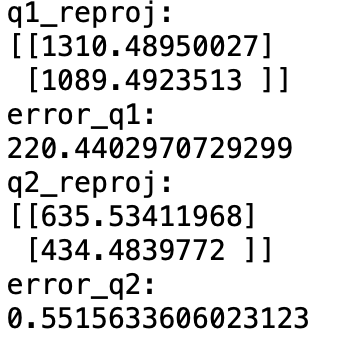 q1_reproj:
[[1310.48950027]
 [1089.4923513 ]]
error_q1:
220.4402970729299
q2_reproj:
[[635.53411968]
 [434.4839772 ]]
error_q2:
0.5515633606023123